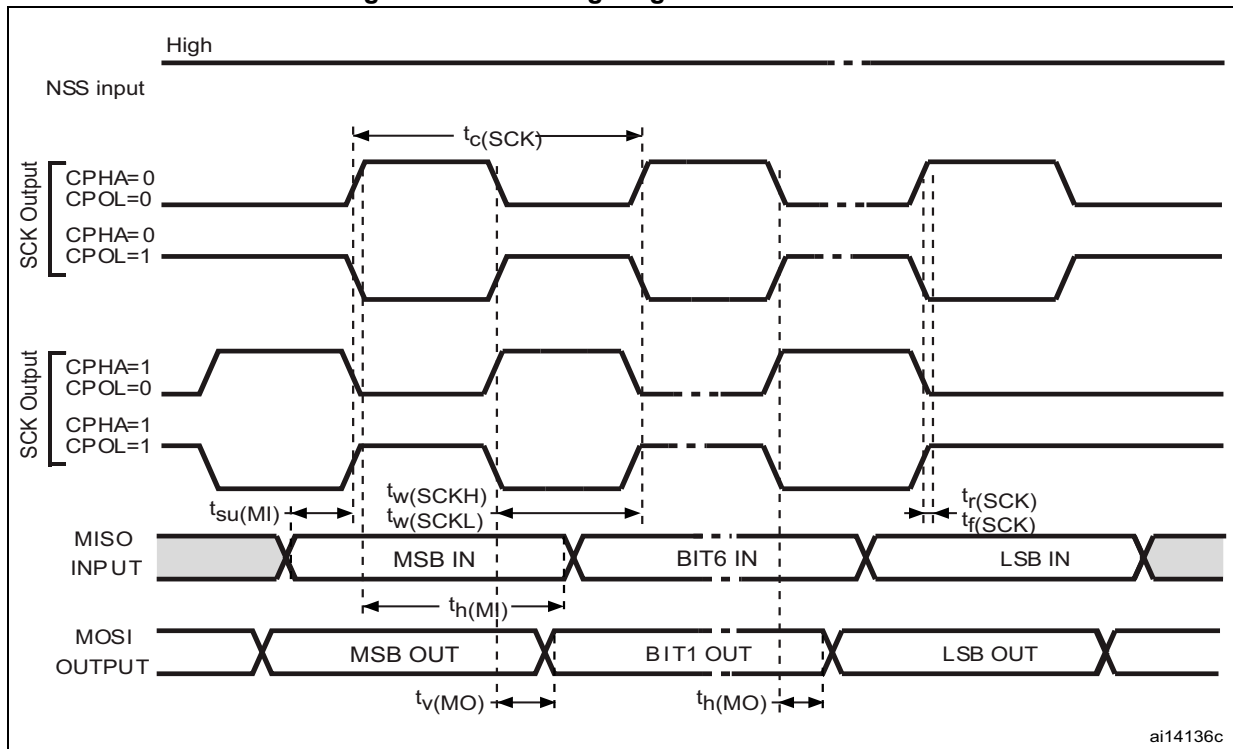 High
NSS input
tc(SCK)
SCK Output
CPHA=0
CPOL=0
CPHA=0
CPOL=1
SCK Output
CPHA=1
CPOL=0
CPHA=1
CPOL=1
tsu(MI)
tw(SCKH)
tw(SCKL)
tr(SCK)
tf(SCK)
MISO
INPUT
MSB IN
BIT6 IN
LSB IN
th(MI)
MOSI
OUTPUT
MSB OUT
BIT1 OUT
LSB OUT
tv(MO)
th(MO)
ai14136c